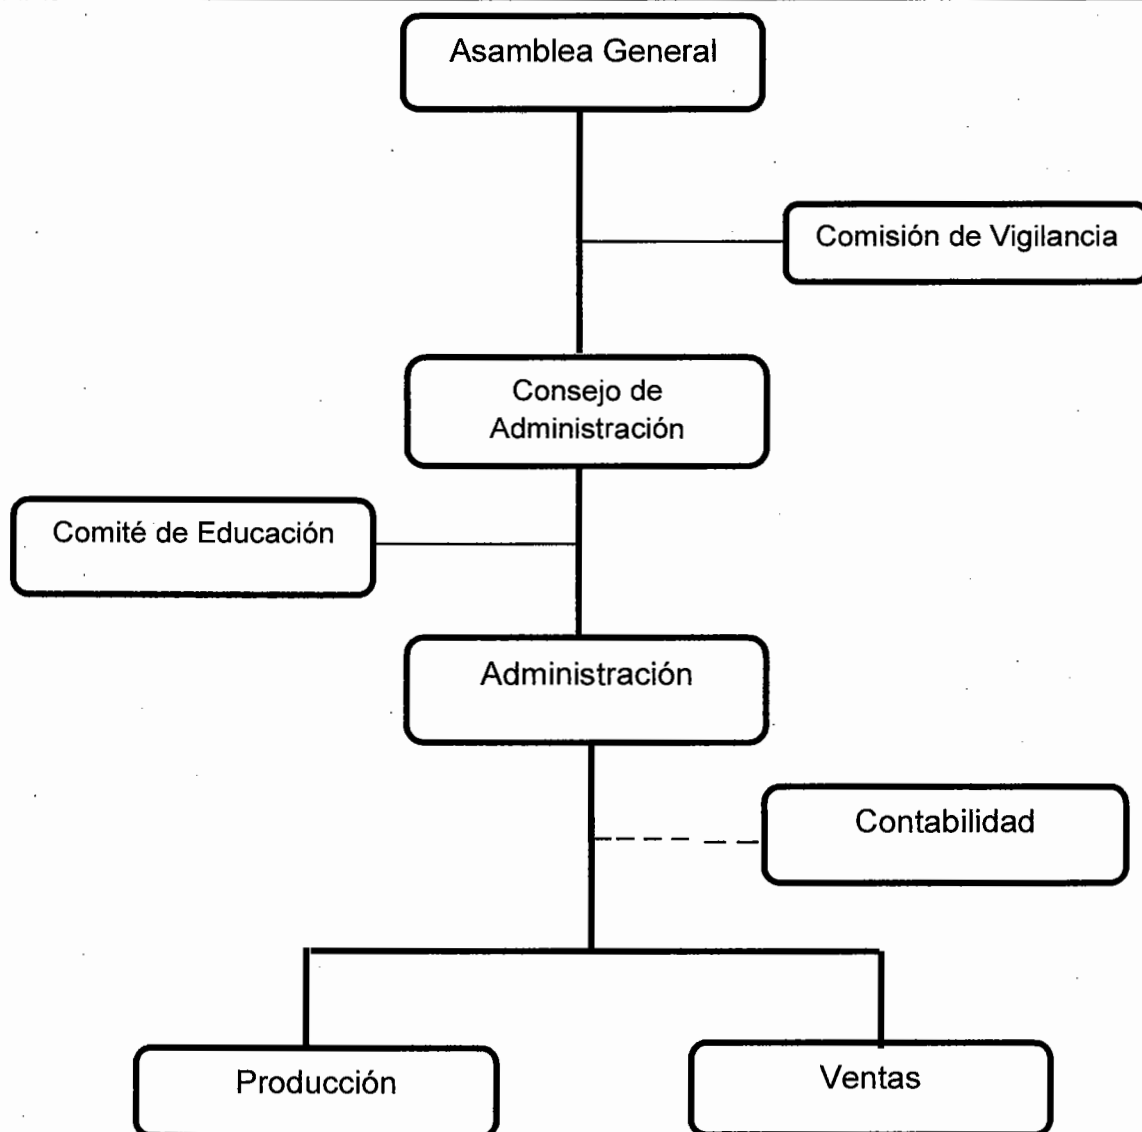 Asamblea General
Comisión de Vigilancia
Consejo de
Administración
Comité de Educación
Administración
Contabilidad
Producción
Ventas